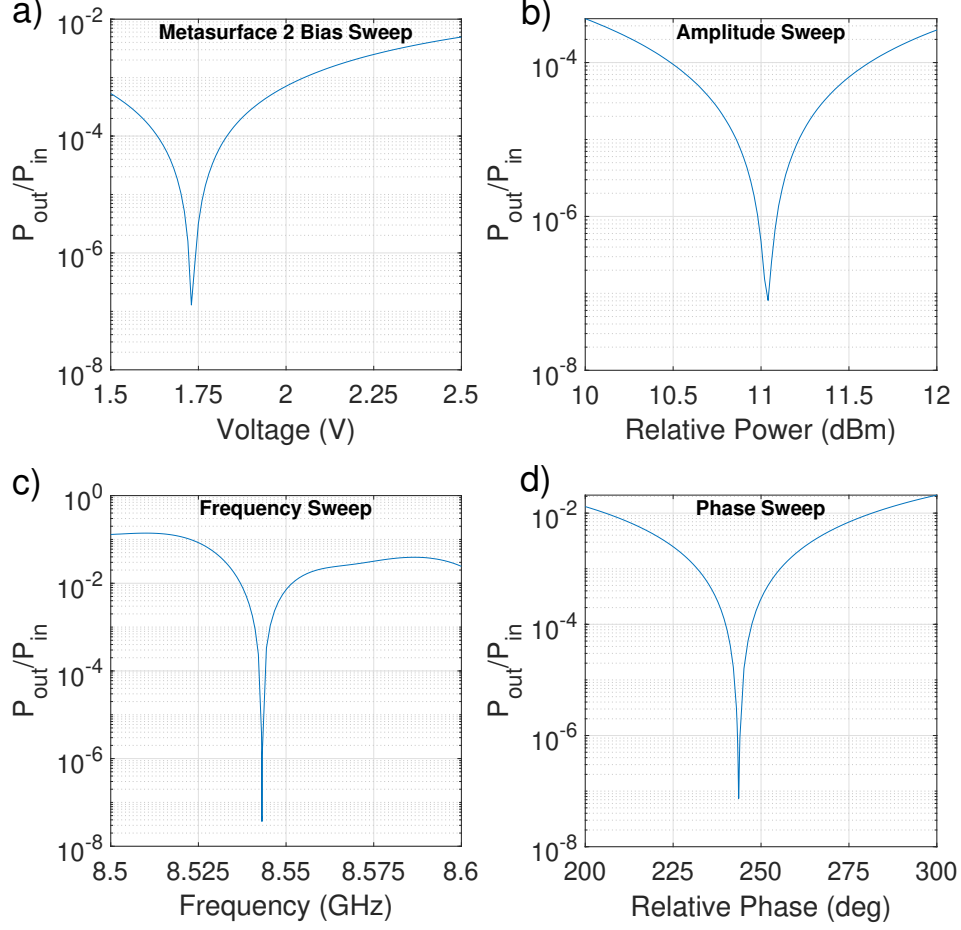 a)
Metasurface 2 Bias Sweep
P_out/P_in
10^-2
10^-4
10^-6
10^-8
1.5 1.75 2 2.25 2.5
Voltage (V)
b)
Amplitude Sweep
P_out/P_in
10^-4
10^-6
10^-8
10 10.5 11 11.5 12
Relative Power (dBm)
c)
Frequency Sweep
P_out/P_in
10^0
10^-2
10^-4
10^-6
10^-8
8.5 8.525 8.55 8.575 8.6
Frequency (GHz)
d)
Phase Sweep
P_out/P_in
10^-2
10^-4
10^-6
10^-8
200 225 250 275 300
Relative Phase (deg)